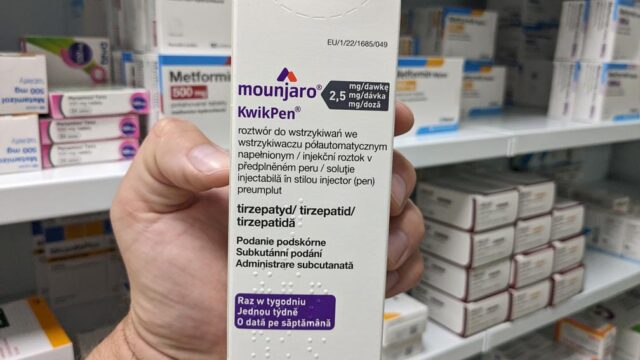 EU/1/22/1685/049
mounjaro®
KwikPen®
2,5 mg/dawkę
mg/dávka
mg/doză
roztwór do wstrzykiwań we
wstrzykiwaczu półautomatycznym
napełnionym / injekční roztok v
předplněném peru / soluție
injectabilă în stilou injector (pen)
preumplut
tirzepatyd/ tirzepatid/
tirzepatidă
Podanie podskórne
Subkutánní podání
Administrare subcutanată
Raz w tygodniu
Jednou týdně
O dată pe săptămână
Metformi
500 mg